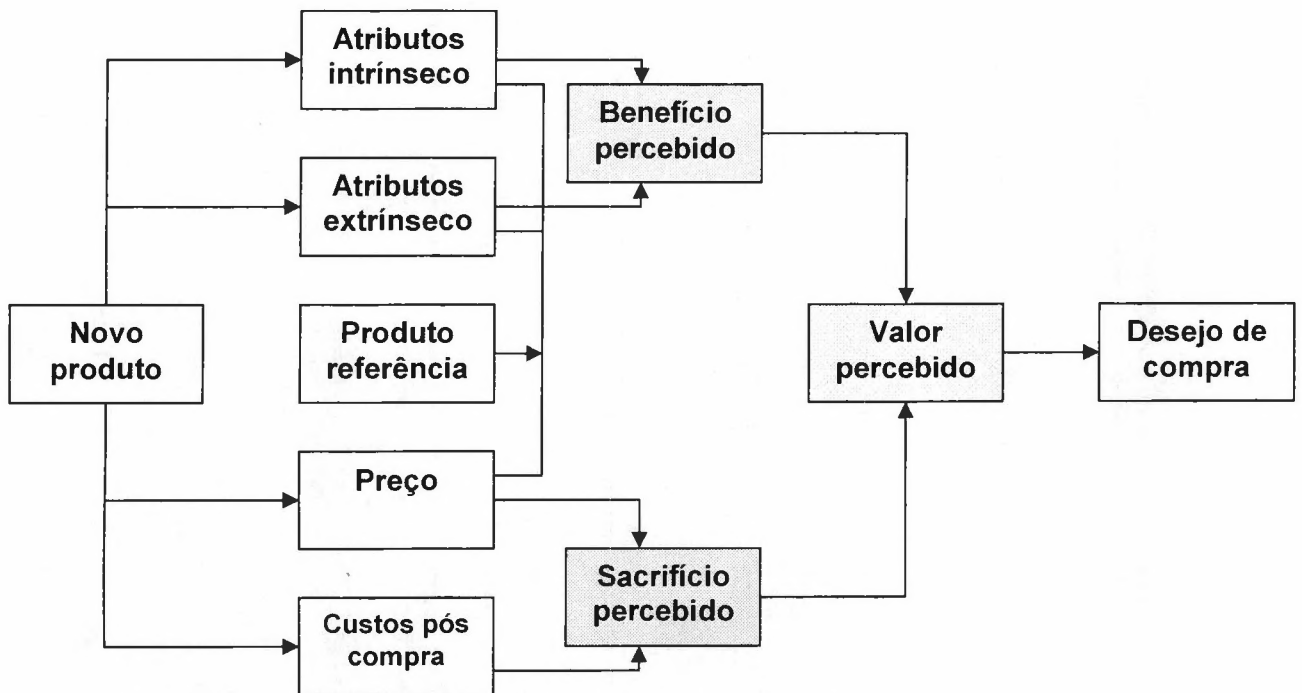 Atributos
intrínseco
Benefício
percebido
Atributos
extrínseco
Novo
produto
Produto
referência
Valor
percebido
Desejo de
compra
Preço
Sacrifício
percebido
Custos pós
compra